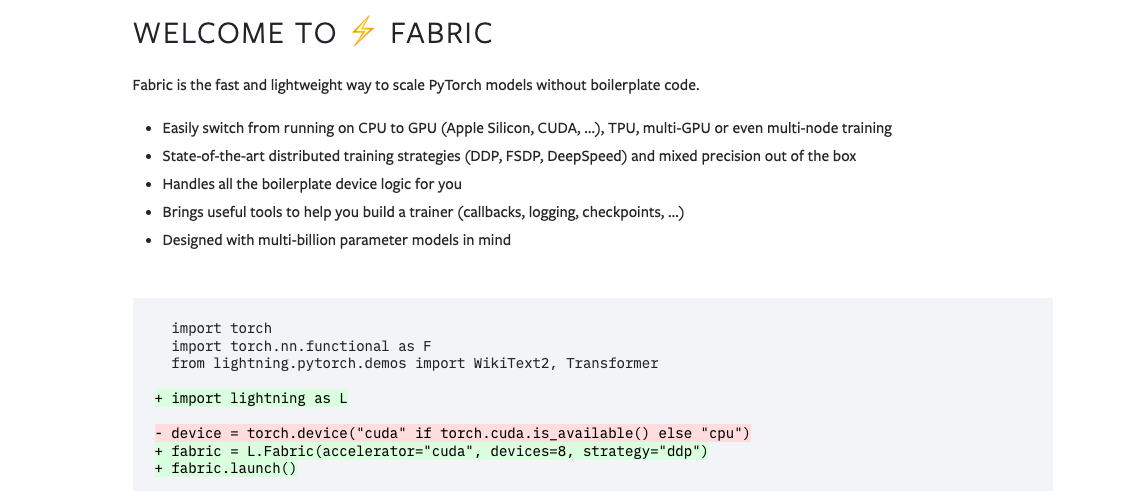 WELCOME TO ⚡ FABRIC
Fabric is the fast and lightweight way to scale PyTorch models without boilerplate code.
• Easily switch from running on CPU to GPU (Apple Silicon, CUDA, …), TPU, multi-GPU or even multi-node training
• State-of-the-art distributed training strategies (DDP, FSDP, DeepSpeed) and mixed precision out of the box
• Handles all the boilerplate device logic for you
• Brings useful tools to help you build a trainer (callbacks, logging, checkpoints, …)
• Designed with multi-billion parameter models in mind
  import torch
  import torch.nn.functional as F
  from lightning.pytorch.demos import WikiText2, Transformer
+ import lightning as L
- device = torch.device("cuda" if torch.cuda.is_available() else "cpu")
+ fabric = L.Fabric(accelerator="cuda", devices=8, strategy="ddp")
+ fabric.launch()